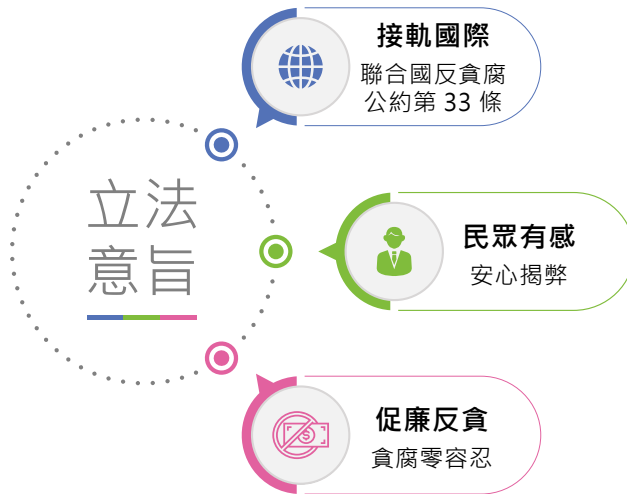 立法
意旨
接軌國際
聯合國反貪腐
公約第 33 條
民眾有感
安心揭弊
促廉反貪
貪腐零容忍